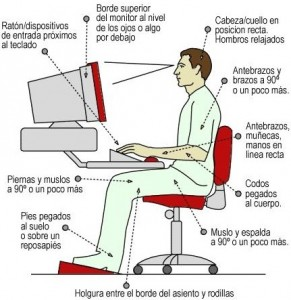 Borde superior
del monitor al nivel
de los ojos o algo
por debajo
Ratón/dispositivos
de entrada próximos
al teclado
Cabeza/cuello en
posicion recta.
Hombros relajados
Antebrazos y
brazos a 90º o
un poco más.
Antebrazos,
muñecas,
manos en
línea recta
Codos
pegados
al cuerpo.
Muslo y espalda
a 90º o un poco más.
Piernas y muslos
a 90º o un poco más.
Pies pegados
al suelo
o sobre un
reposapiés
Holgura entre el borde del asiento y rodillas